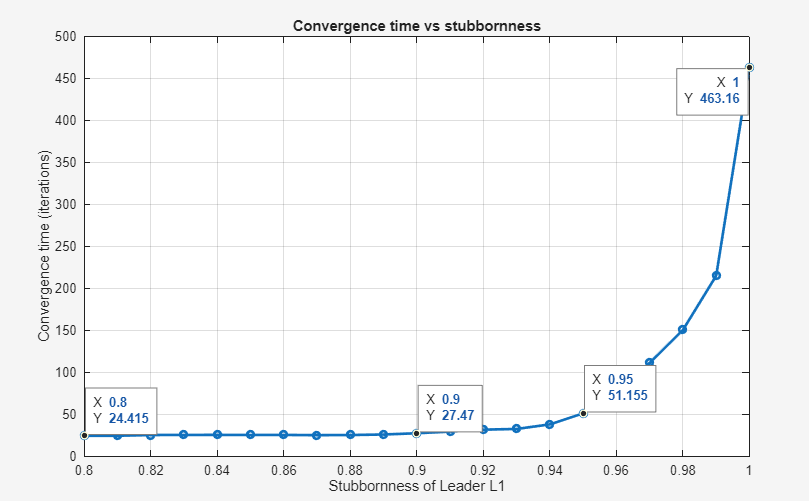 Convergence time vs stubbornness
500
450
400
350
300
250
200
150
100
50
0
Convergence time (iterations)
X 1
Y 463.16
X 0.95
Y 51.155
X 0.9
Y 27.47
X 0.8
Y 24.415
0.8 0.82 0.84 0.86 0.88 0.9 0.92 0.94 0.96 0.98 1
Stubbornness of Leader L1